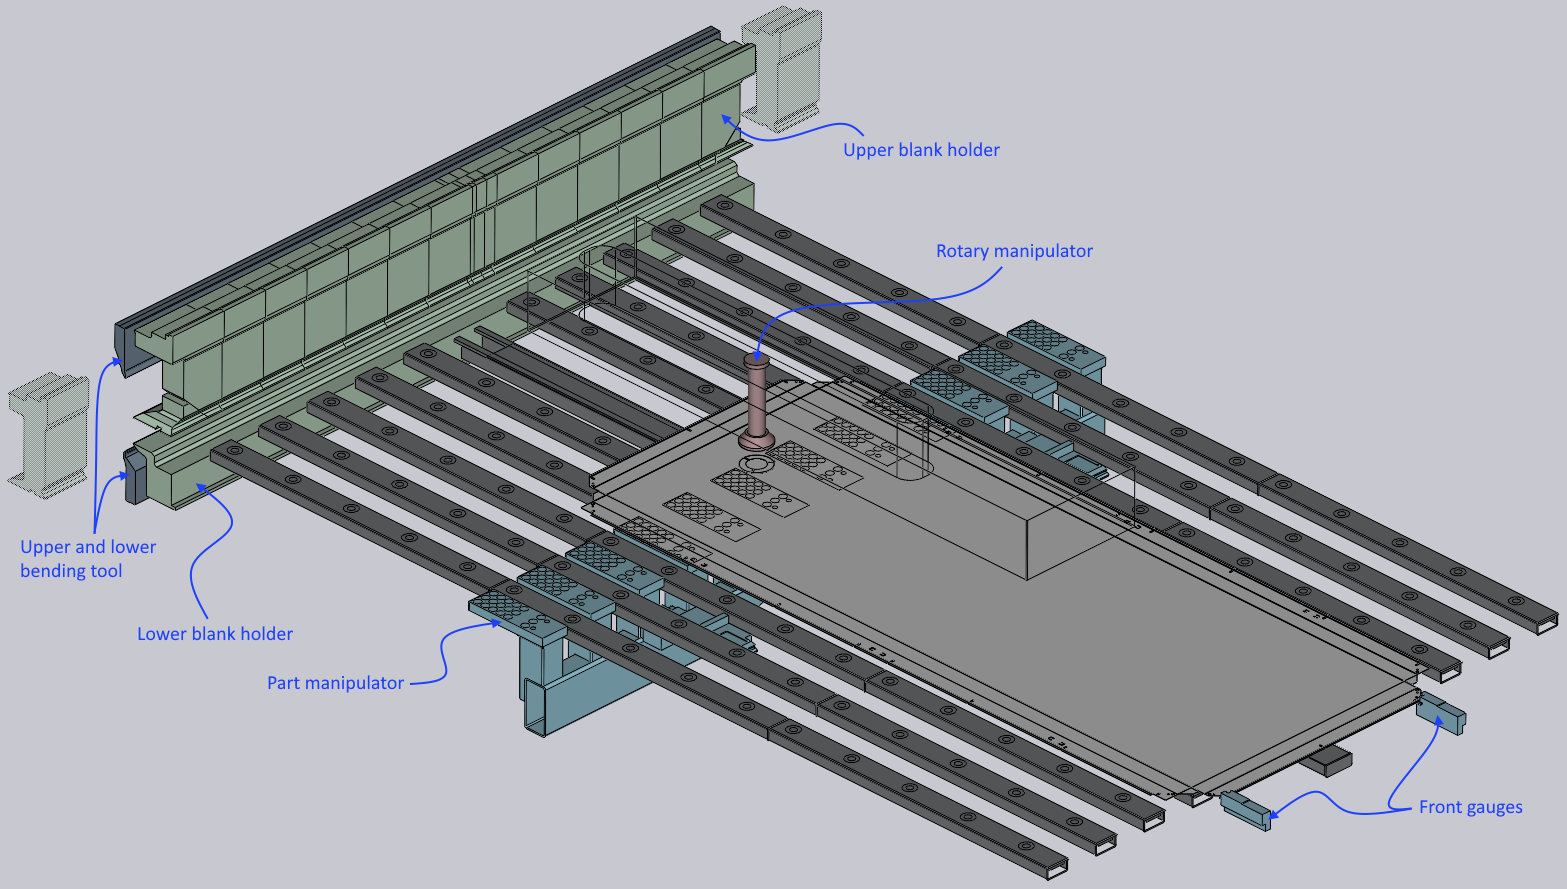 Upper blank holder
Rotary manipulator
Upper and lower
bending tool
Lower blank holder
Part manipulator
Front gauges